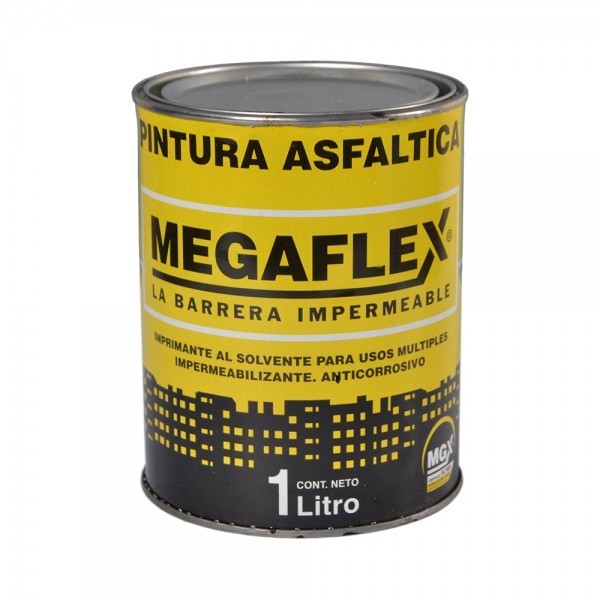 PINTURA ASFALTICA
MEGAFLEX®
LA BARRERA IMPERMEABLE
IMPRIMANTE AL SOLVENTE PARA USOS MULTIPLES
IMPERMEABILIZANTE. ANTICORROSIVO
1 CONT. NETO
Litro
MGX